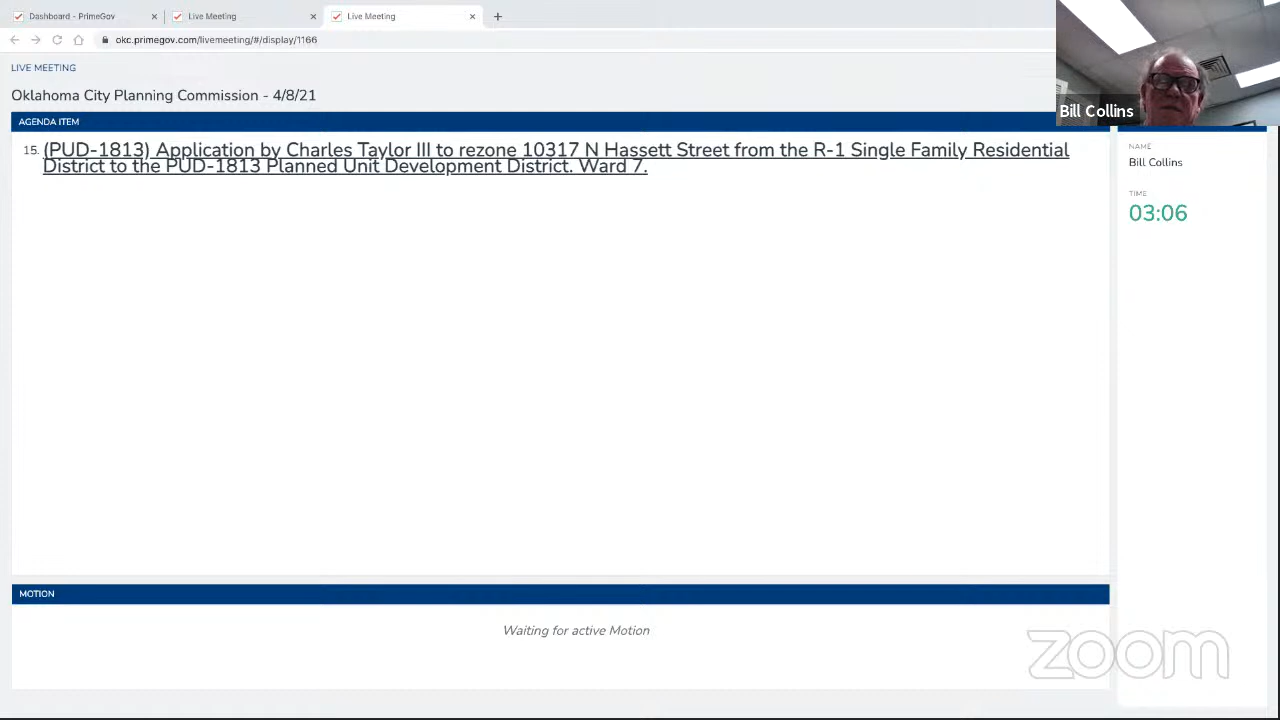 Dashboard - PrimeGov
Live Meeting
Live Meeting
okc.primegov.com/livemeeting/#/display/1166
LIVE MEETING
Oklahoma City Planning Commission - 4/8/21
AGENDA ITEM
15. (PUD-1813) Application by Charles Taylor III to rezone 10317 N Hassett Street from the R-1 Single Family Residential
District to the PUD-1813 Planned Unit Development District. Ward 7.
Bill Collins
NAME
Bill Collins
TIME
03:06
MOTION
Waiting for active Motion
zoom